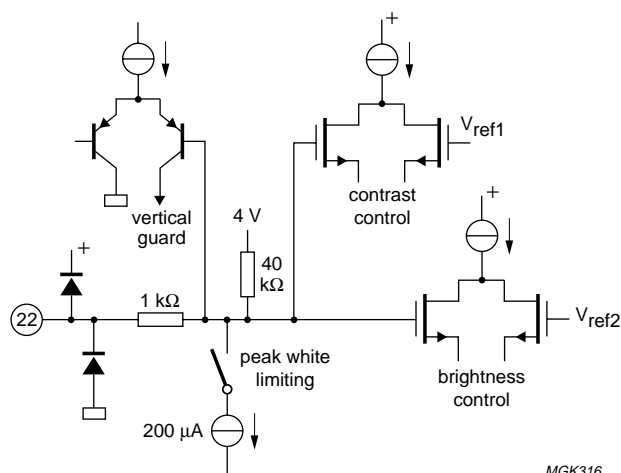 +
+
V
ref1
contrast
control
vertical
guard
4 V
+
+
40
kΩ
1 kΩ
22
V
ref2
peak white
limiting
brightness
control
200 μA
MGK316